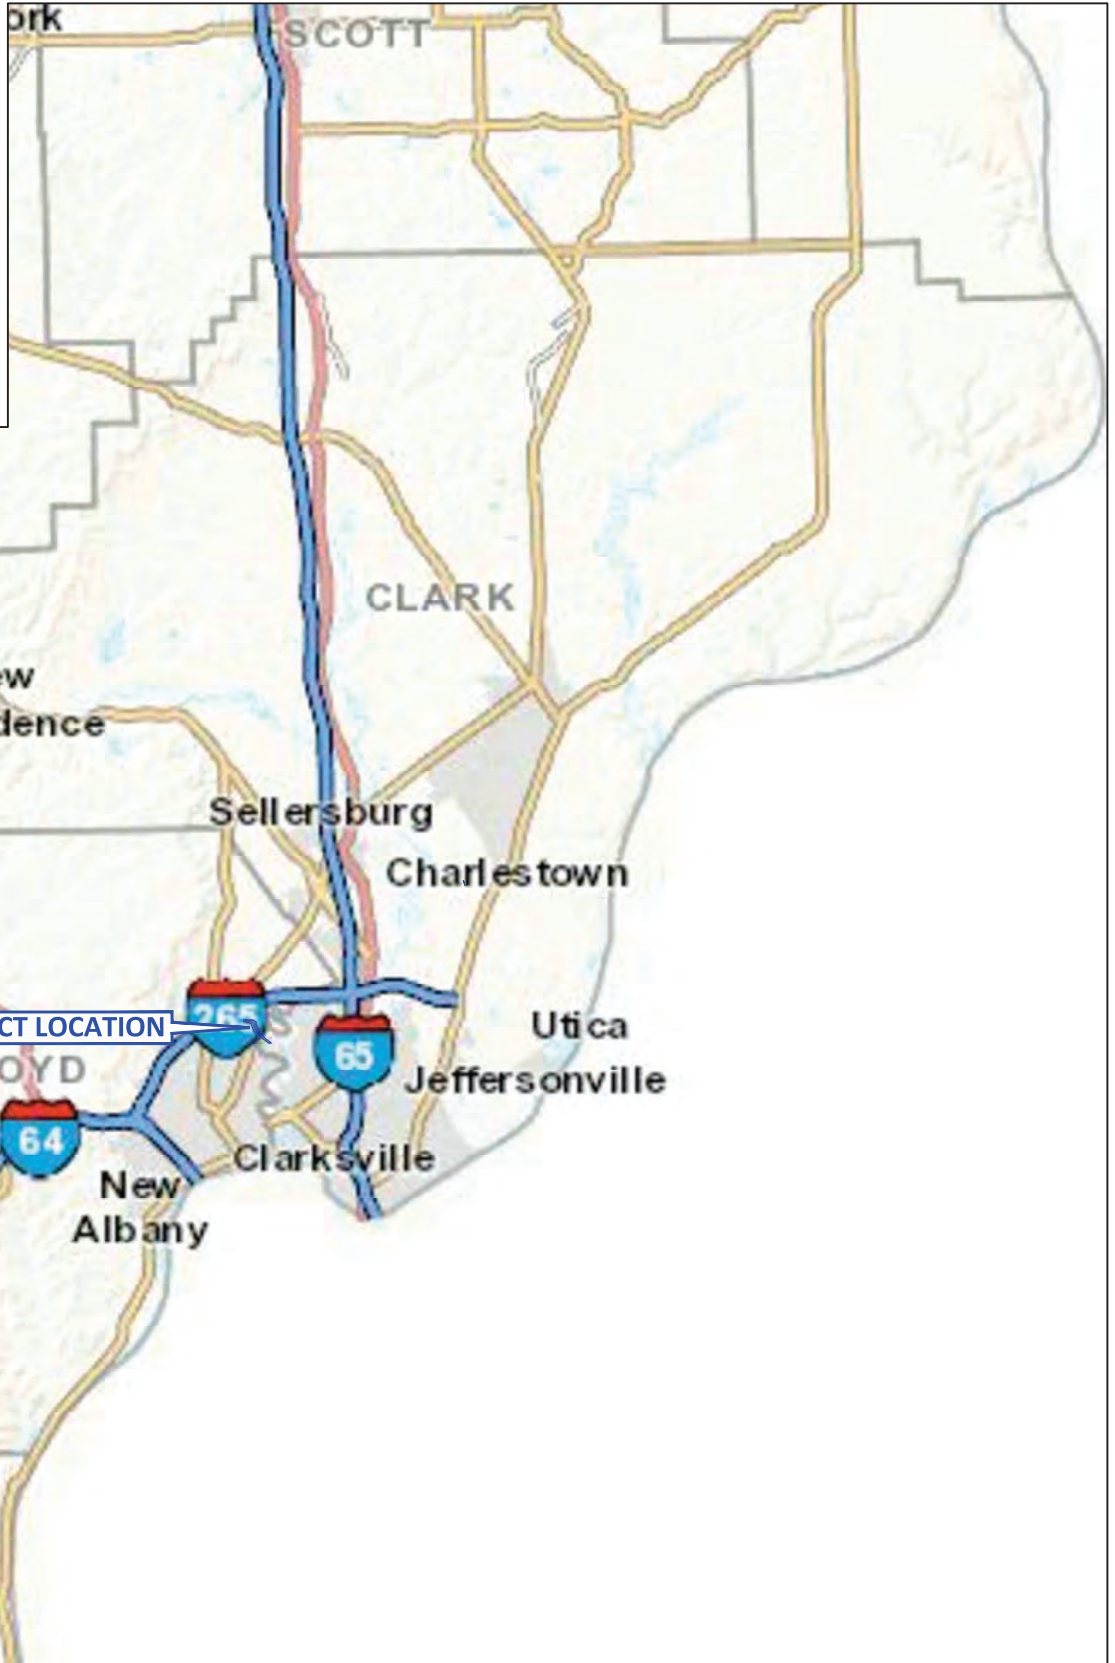 ork
SCOTT
CLARK
ew
dence
Sellersburg
Charlestown
265
CT LOCATION
Utica
65
OYD
Jeffersonville
64
Clarksville
New
Albany